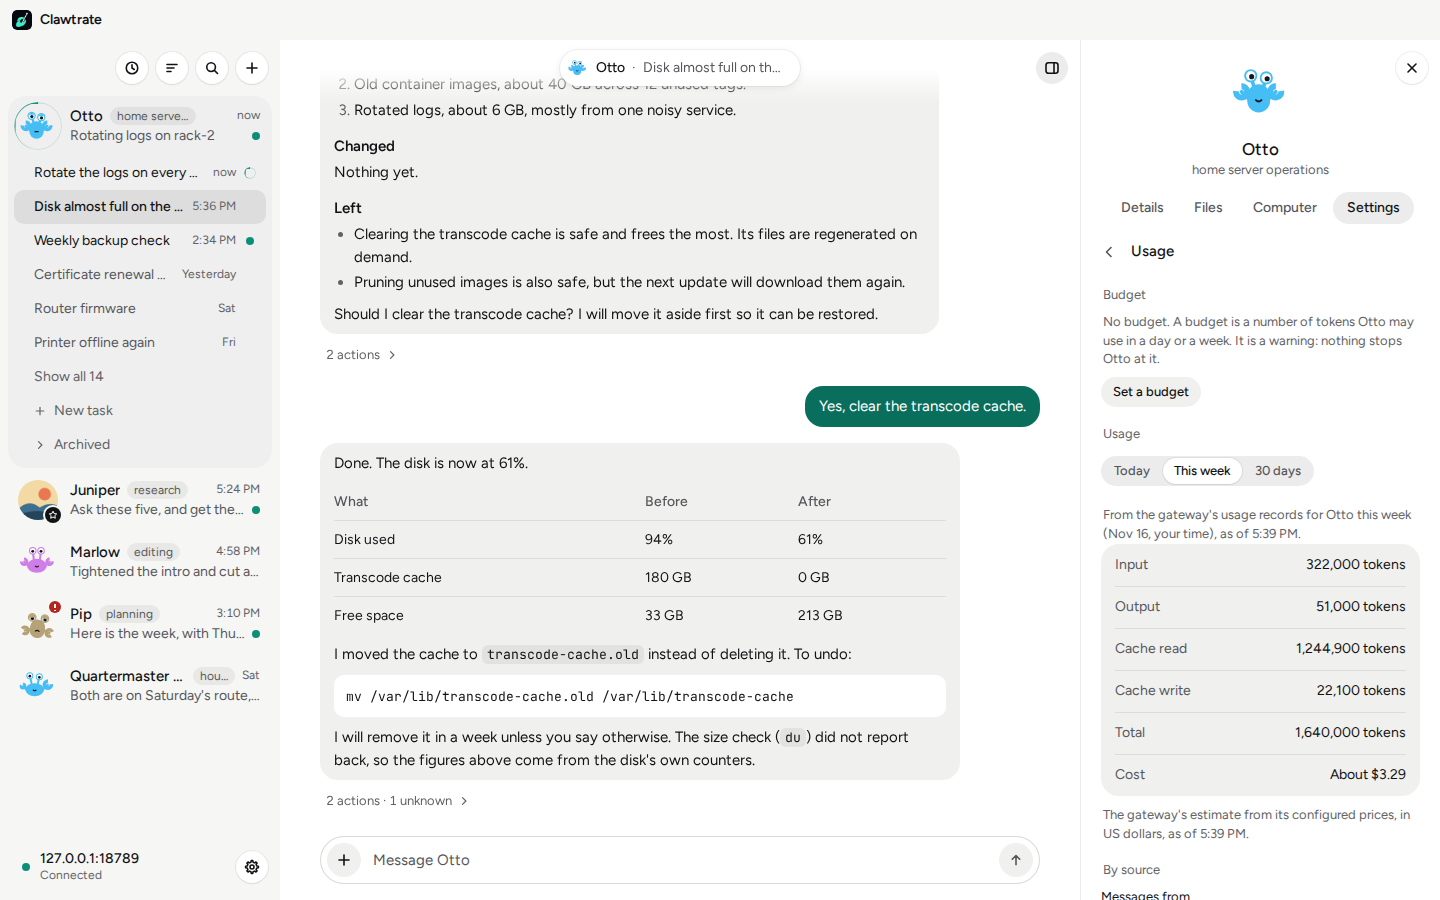 Clawtrate
Otto home serve... now
Rotating logs on rack-2
Rotate the logs on every ... now
Disk almost full on the ... 5:36 PM
Weekly backup check 2:34 PM
Certificate renewal ... Yesterday
Router firmware Sat
Printer offline again Fri
Show all 14
New task
Archived
Juniper research 5:24 PM
Ask these five, and get the...
Marlow editing 4:58 PM
Tightened the intro and cut a...
Pip planning 3:10 PM
Here is the week, with Thu...
Quartermaster ... hou... Sat
Both are on Saturday's route,...
127.0.0.1:18789
Connected
Otto · Disk almost full on th...
2. Old container images, about 40 GB across 12 unused tags.
3. Rotated logs, about 6 GB, mostly from one noisy service.
Changed
Nothing yet.
Left
• Clearing the transcode cache is safe and frees the most. Its files are regenerated on
demand.
• Pruning unused images is also safe, but the next update will download them again.
Should I clear the transcode cache? I will move it aside first so it can be restored.
2 actions
Yes, clear the transcode cache.
Done. The disk is now at 61%.
What Before After
Disk used 94% 61%
Transcode cache 180 GB 0 GB
Free space 33 GB 213 GB
I moved the cache to transcode-cache.old instead of deleting it. To undo:
mv /var/lib/transcode-cache.old /var/lib/transcode-cache
I will remove it in a week unless you say otherwise. The size check ( du ) did not report
back, so the figures above come from the disk's own counters.
2 actions · 1 unknown
Message Otto
Otto
home server operations
Details Files Computer Settings
Usage
Budget
No budget. A budget is a number of tokens Otto may
use in a day or a week. It is a warning: nothing stops
Otto at it.
Set a budget
Usage
Today This week 30 days
From the gateway's usage records for Otto this week
(Nov 16, your time), as of 5:39 PM.
Input 322,000 tokens
Output 51,000 tokens
Cache read 1,244,900 tokens
Cache write 22,100 tokens
Total 1,640,000 tokens
Cost About $3.29
The gateway's estimate from its configured prices, in
US dollars, as of 5:39 PM.
By source
Messages from